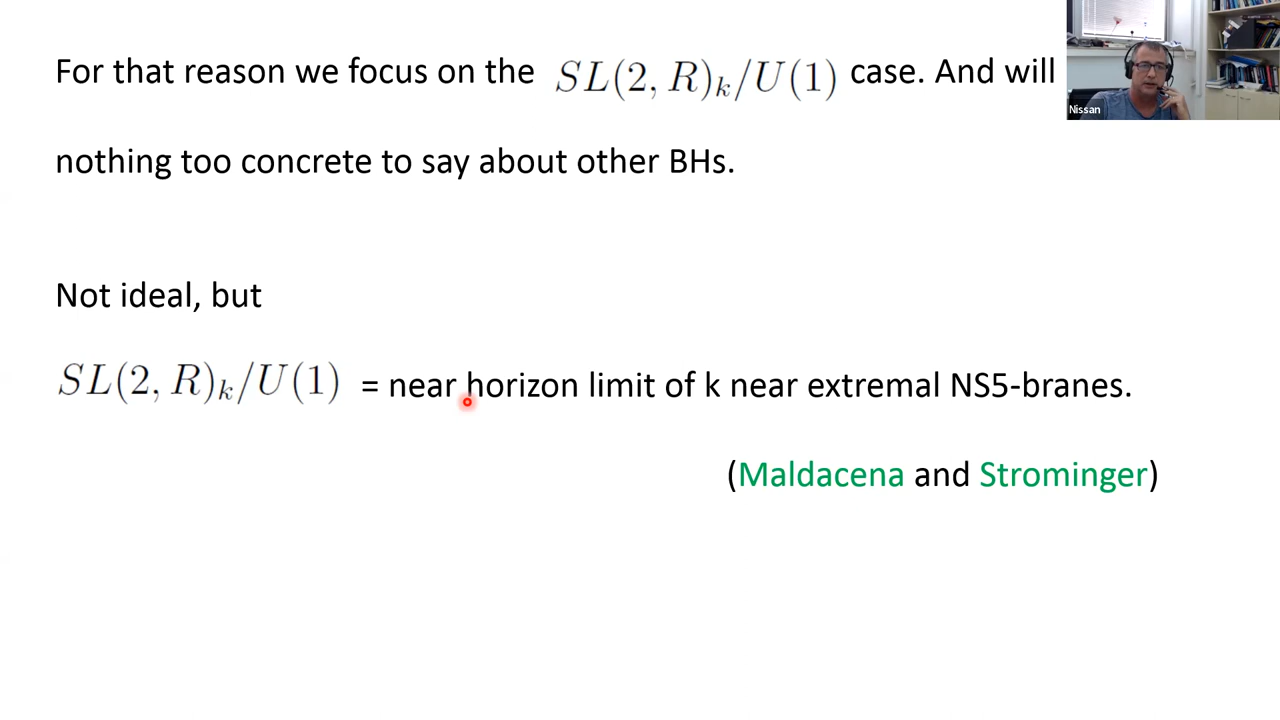 For that reason we focus on the SL(2, R)ₖ/U(1) case. And will
Nissan
nothing too concrete to say about other BHs.
Not ideal, but
SL(2, R)ₖ/U(1) = near horizon limit of k near extremal NS5-branes.
(Maldacena and Strominger)